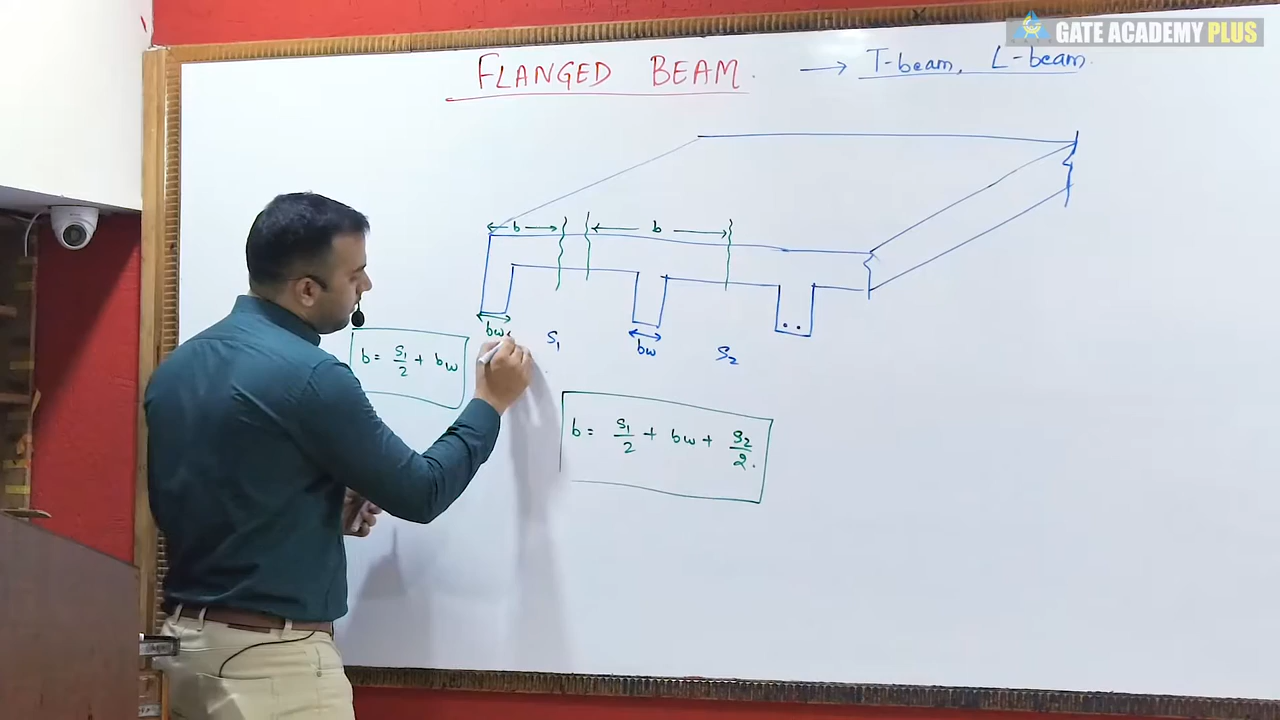 GATE ACADEMY PLUS
FLANGED BEAM. → T-beam, L-beam.
b
b
bw
S₁
bw
S₂
b = S₁/2 + bw
b = S₁/2 + bw + S₂/2.